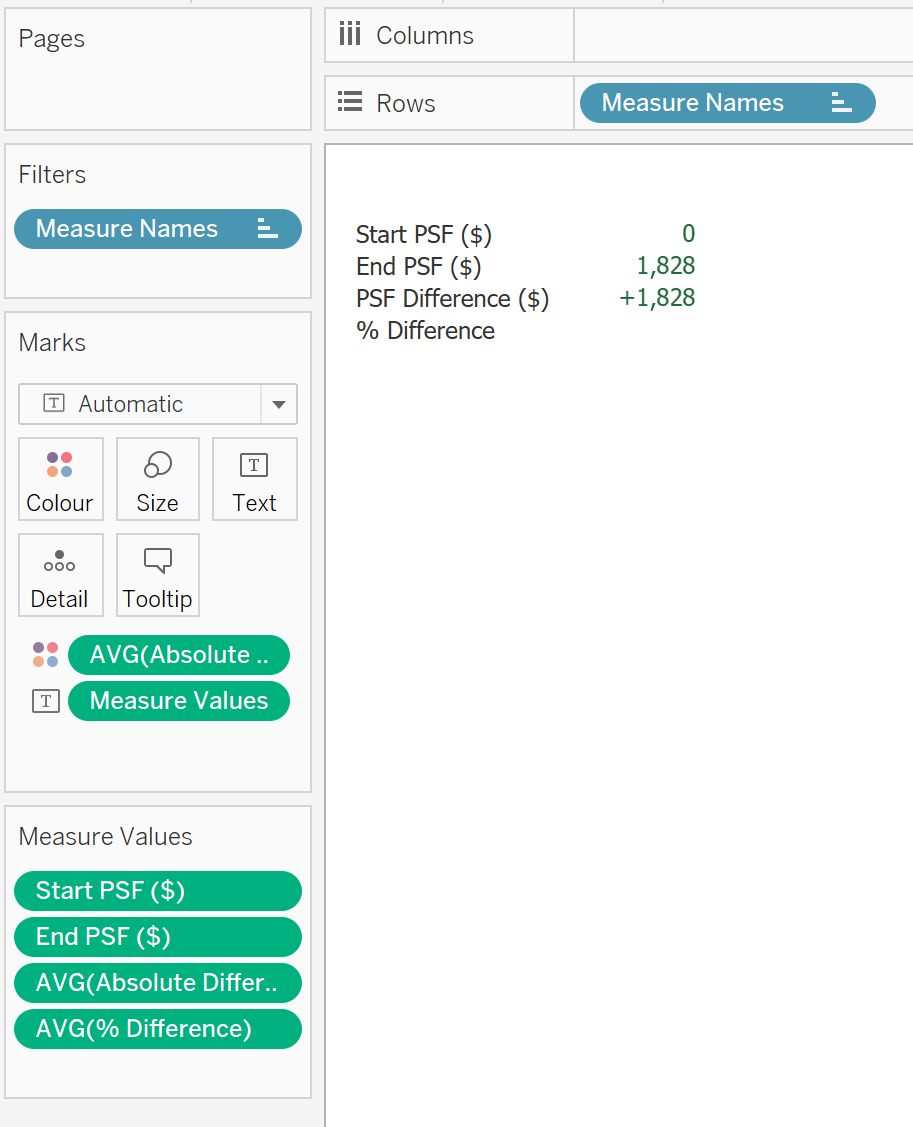 Pages
Columns
Rows
Measure Names
Filters
Measure Names
Marks
T Automatic
Colour
Size
T
Text
Detail
Tooltip
AVG(Absolute ..
T Measure Values
Measure Values
Start PSF ($)
End PSF ($)
AVG(Absolute Differ..
AVG(% Difference)
Start PSF ($) 0
End PSF ($) 1,828
PSF Difference ($) +1,828
% Difference